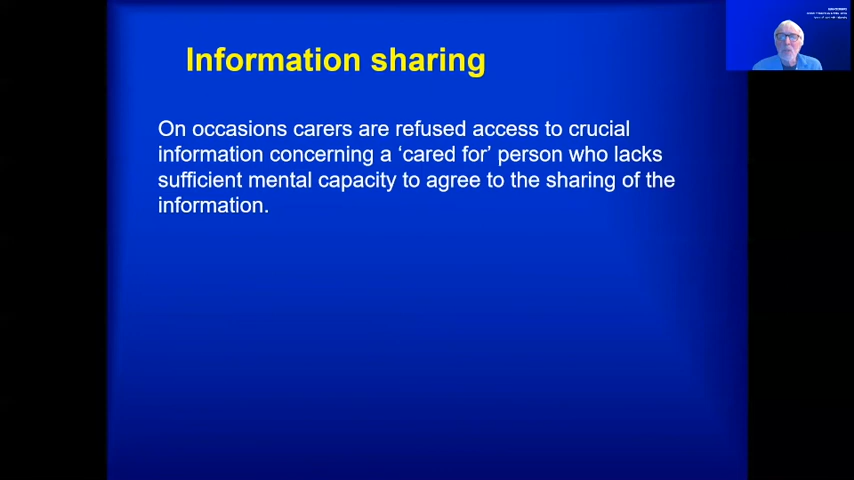 Information sharing
On occasions carers are refused access to crucial
information concerning a ‘cared for’ person who lacks
sufficient mental capacity to agree to the sharing of the
information.